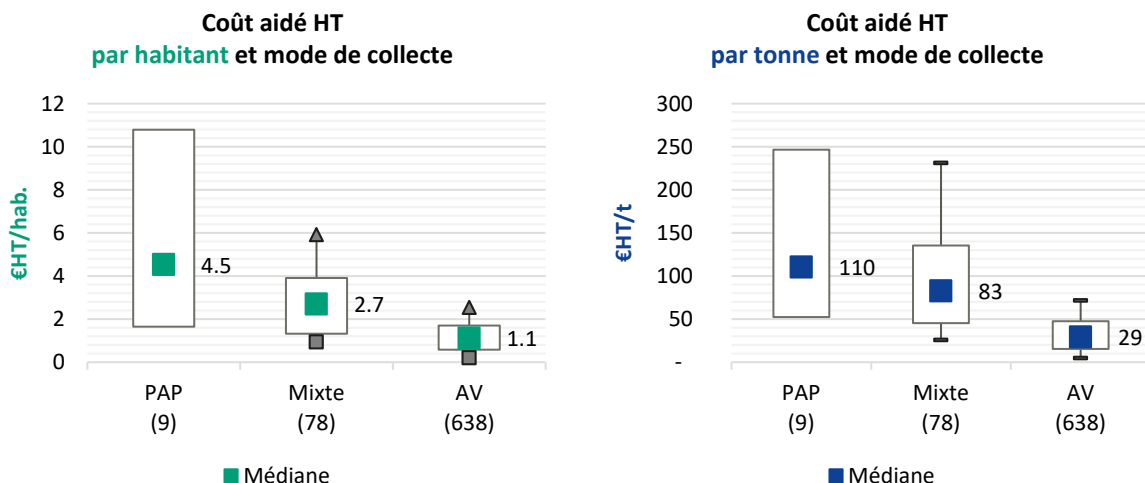 Coût aidé HT
par habitant et mode de collecte
€HT/hab.
12
10
8
6
4
2
0
4.5
2.7
1.1
PAP
(9)
Mixte
(78)
AV
(638)
Médiane
Coût aidé HT
par tonne et mode de collecte
€HT/t
300
250
200
150
100
50
-
110
83
29
PAP
(9)
Mixte
(78)
AV
(638)
Médiane